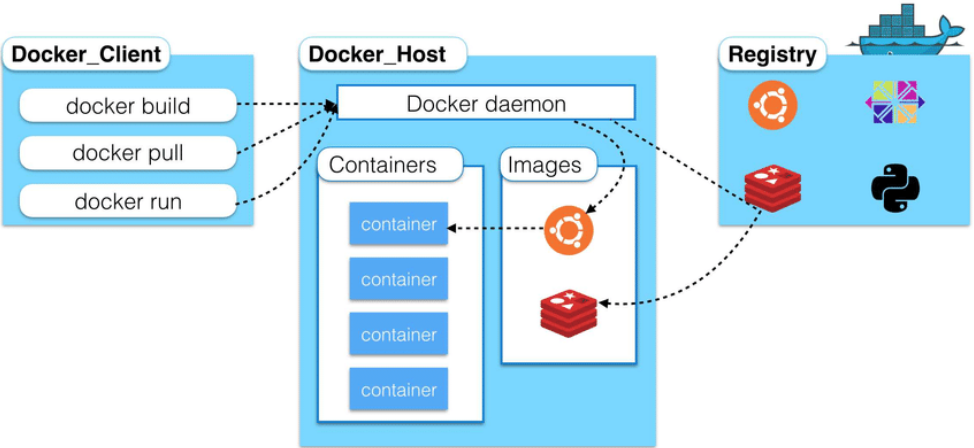 Docker_Client
docker build
docker pull
docker run
Docker_Host
Docker daemon
Containers
container
container
container
container
Images
Registry